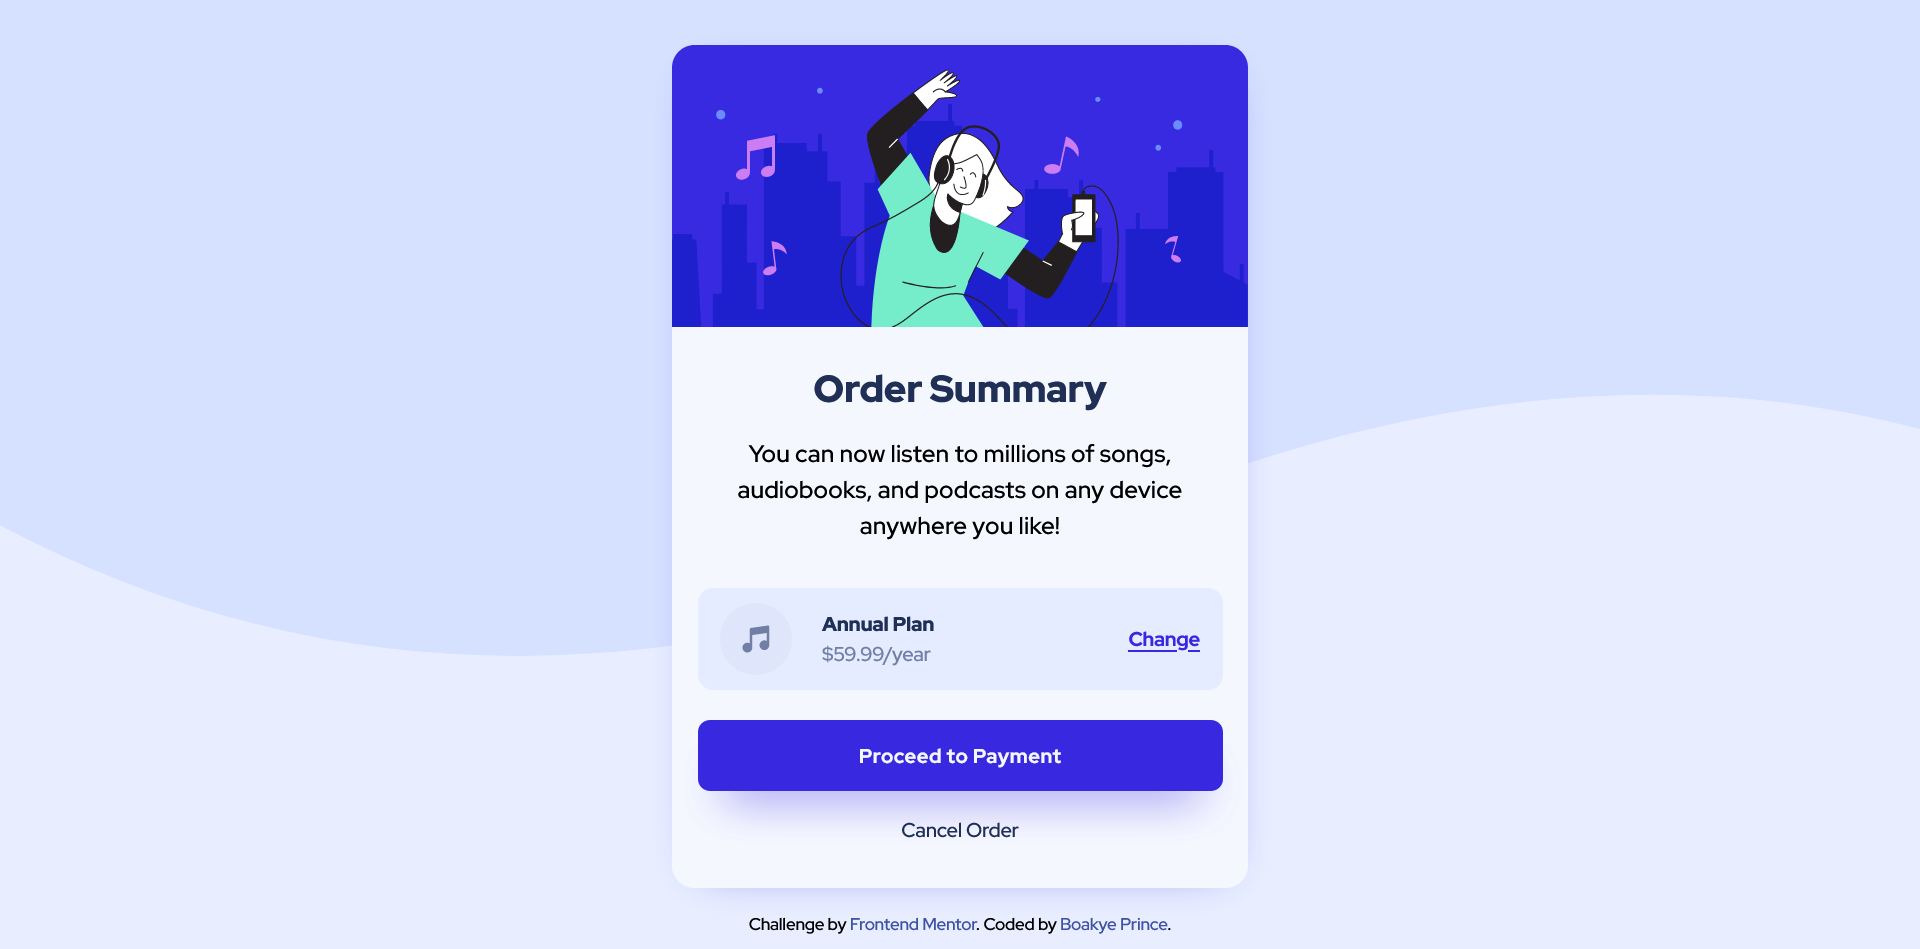 Order Summary
You can now listen to millions of songs,
audiobooks, and podcasts on any device
anywhere you like!
Annual Plan
$59.99/year
Change
Proceed to Payment
Cancel Order
Challenge by Frontend Mentor. Coded by Boakye Prince.